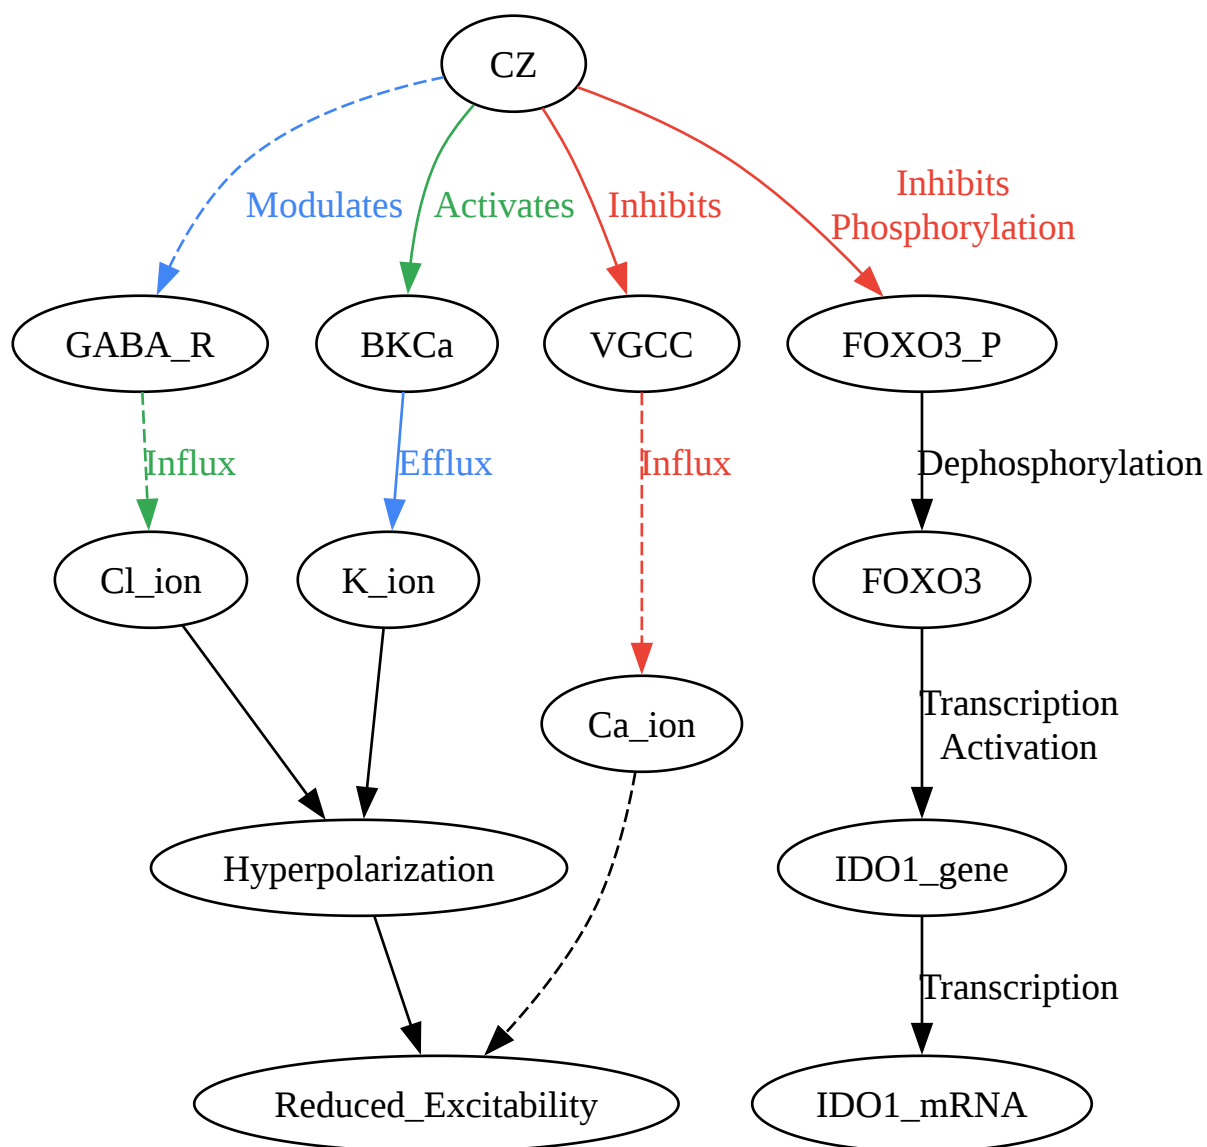 CZ
Inhibits
Phosphorylation
Modulates
Activates
Inhibits
GABA_R
BKCa
VGCC
FOXO3_P
Influx
Efflux
Influx
Dephosphorylation
Cl_ion
K_ion
FOXO3
Transcription
Activation
Ca_ion
Hyperpolarization
IDO1_gene
Transcription
Reduced_Excitability
IDO1_mRNA